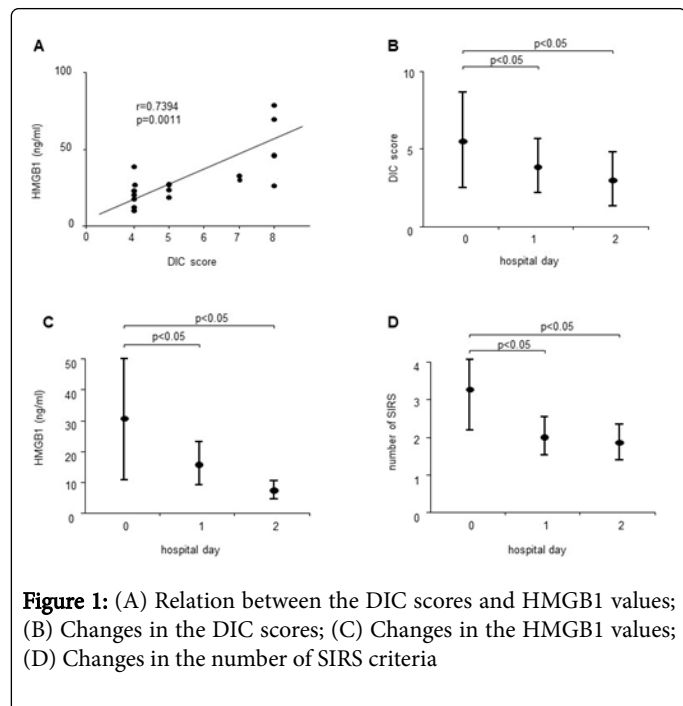 A
100
50
0
HMGB1 (ng/ml)
r=0.7394
p=0.0011
0 4 5 6 7 8
DIC score
B
p<0.05
p<0.05
10
5
0
DIC score
0 1 2
hospital day
C
p<0.05
p<0.05
50
40
30
20
10
0
HMGB1 (ng/ml)
0 1 2
hospital day
D
p<0.05
p<0.05
4
3
2
1
0
number of SIRS
0 1 2
hospital day
Figure 1: (A) Relation between the DIC scores and HMGB1 values;
(B) Changes in the DIC scores; (C) Changes in the HMGB1 values;
(D) Changes in the number of SIRS criteria